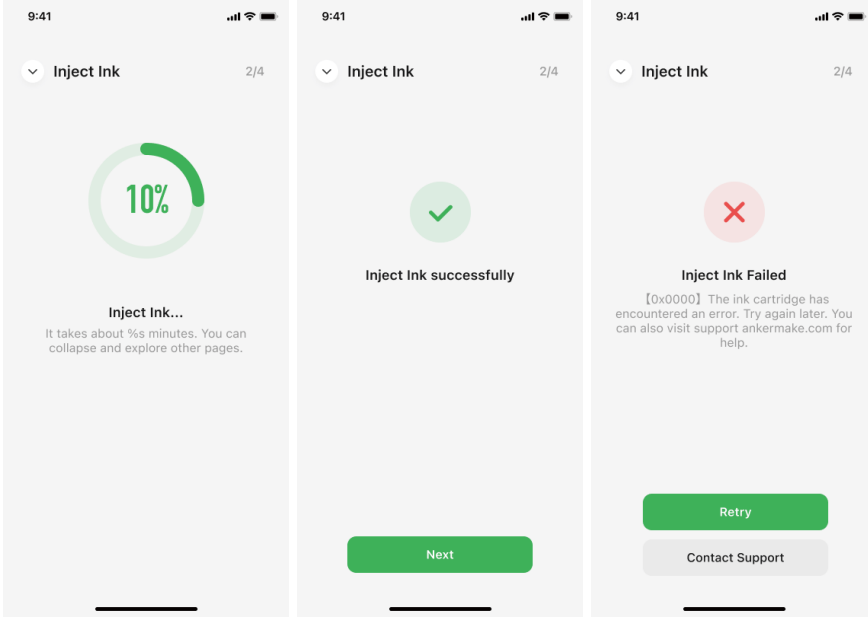 9:41
Inject Ink
2/4
10%
Inject Ink...
It takes about %s minutes. You can
collapse and explore other pages.
9:41
Inject Ink
2/4
Inject Ink successfully
Next
9:41
Inject Ink
2/4
Inject Ink Failed
【0x0000】The ink cartridge has
encountered an error. Try again later. You
can also visit support ankermake.com for
help.
Retry
Contact Support